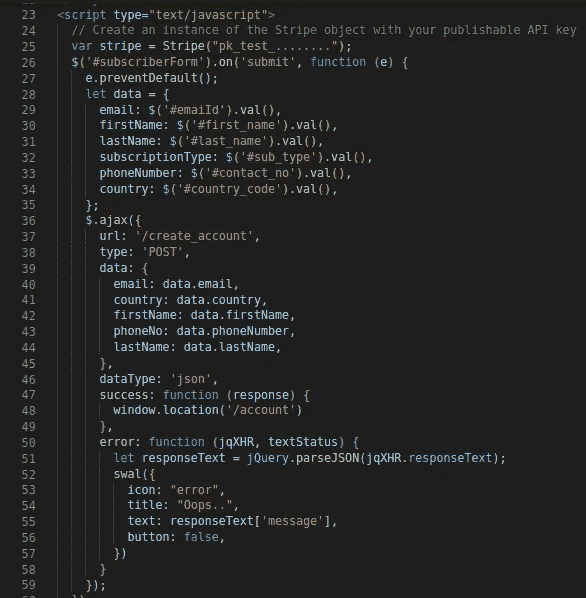 23 <script type="text/javascript">
24 // Create an instance of the Stripe object with your publishable API key
25 var stripe = Stripe("pk_test_........");
26 $('#subscriberForm').on('submit', function (e) {
27 e.preventDefault();
28 let data = {
29 email: $('#emaiId').val(),
30 firstName: $('#first_name').val(),
31 lastName: $('#last_name').val(),
32 subscriptionType: $('#sub_type').val(),
33 phoneNumber: $('#contact_no').val(),
34 country: $('#country_code').val(),
35 };
36 $.ajax({
37 url: '/create_account',
38 type: 'POST',
39 data: {
40 email: data.email,
41 country: data.country,
42 firstName: data.firstName,
43 phoneNo: data.phoneNumber,
44 lastName: data.lastName,
45 },
46 dataType: 'json',
47 success: function (response) {
48 window.location('/account')
49 },
50 error: function (jqXHR, textStatus) {
51 let responseText = jQuery.parseJSON(jqXHR.responseText);
52 swal({
53 icon: "error",
54 title: "Oops..",
55 text: responseText['message'],
56 button: false,
57 })
58 }
59 });